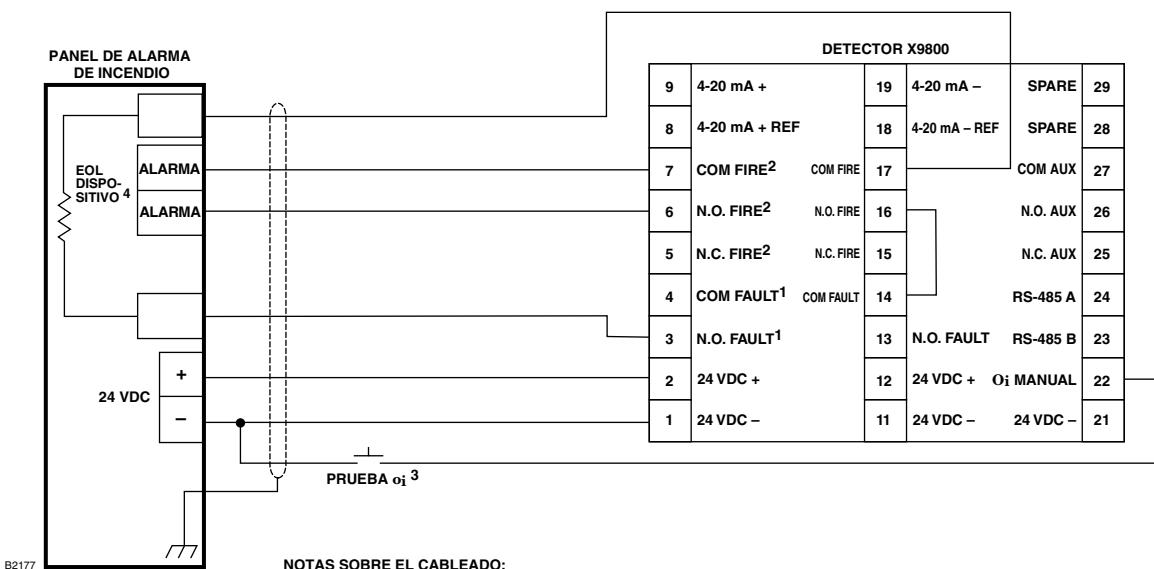 PANEL DE ALARMA
DE INCENDIO
DETECTOR X9800
EOL
DISPO-
SITIVO 4
ALARMA
ALARMA
24 VDC
+
–
9 4-20 mA + 19 4-20 mA – SPARE 29
8 4-20 mA + REF 18 4-20 mA – REF SPARE 28
7 COM FIRE2 COM FIRE 17 COM AUX 27
6 N.O. FIRE2 N.O. FIRE 16 N.O. AUX 26
5 N.C. FIRE2 N.C. FIRE 15 N.C. AUX 25
4 COM FAULT1 COM FAULT 14 RS-485 A 24
3 N.O. FAULT1 13 N.O. FAULT RS-485 B 23
2 24 VDC + 12 24 VDC + Oi MANUAL 22
1 24 VDC – 11 24 VDC – 24 VDC – 21
PRUEBA oi 3
B2177
NOTAS SOBRE EL CABLEADO: